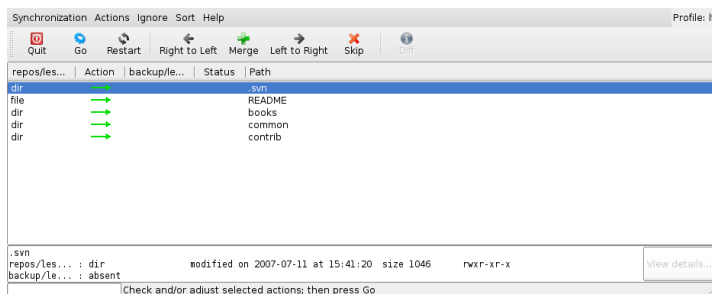 Synchronization Actions Ignore Sort Help Profile:
Quit Go Restart Right to Left Merge Left to Right Skip Diff
repos/les... Action backup/le... Status Path
dir .svn
file README
dir books
dir common
dir contrib
.svn
repos/les... : dir modified on 2007-07-11 at 15:41:20 size 1046 rwxr-xr-x View details...
backup/le... : absent
Check and/or adjust selected actions; then press Go